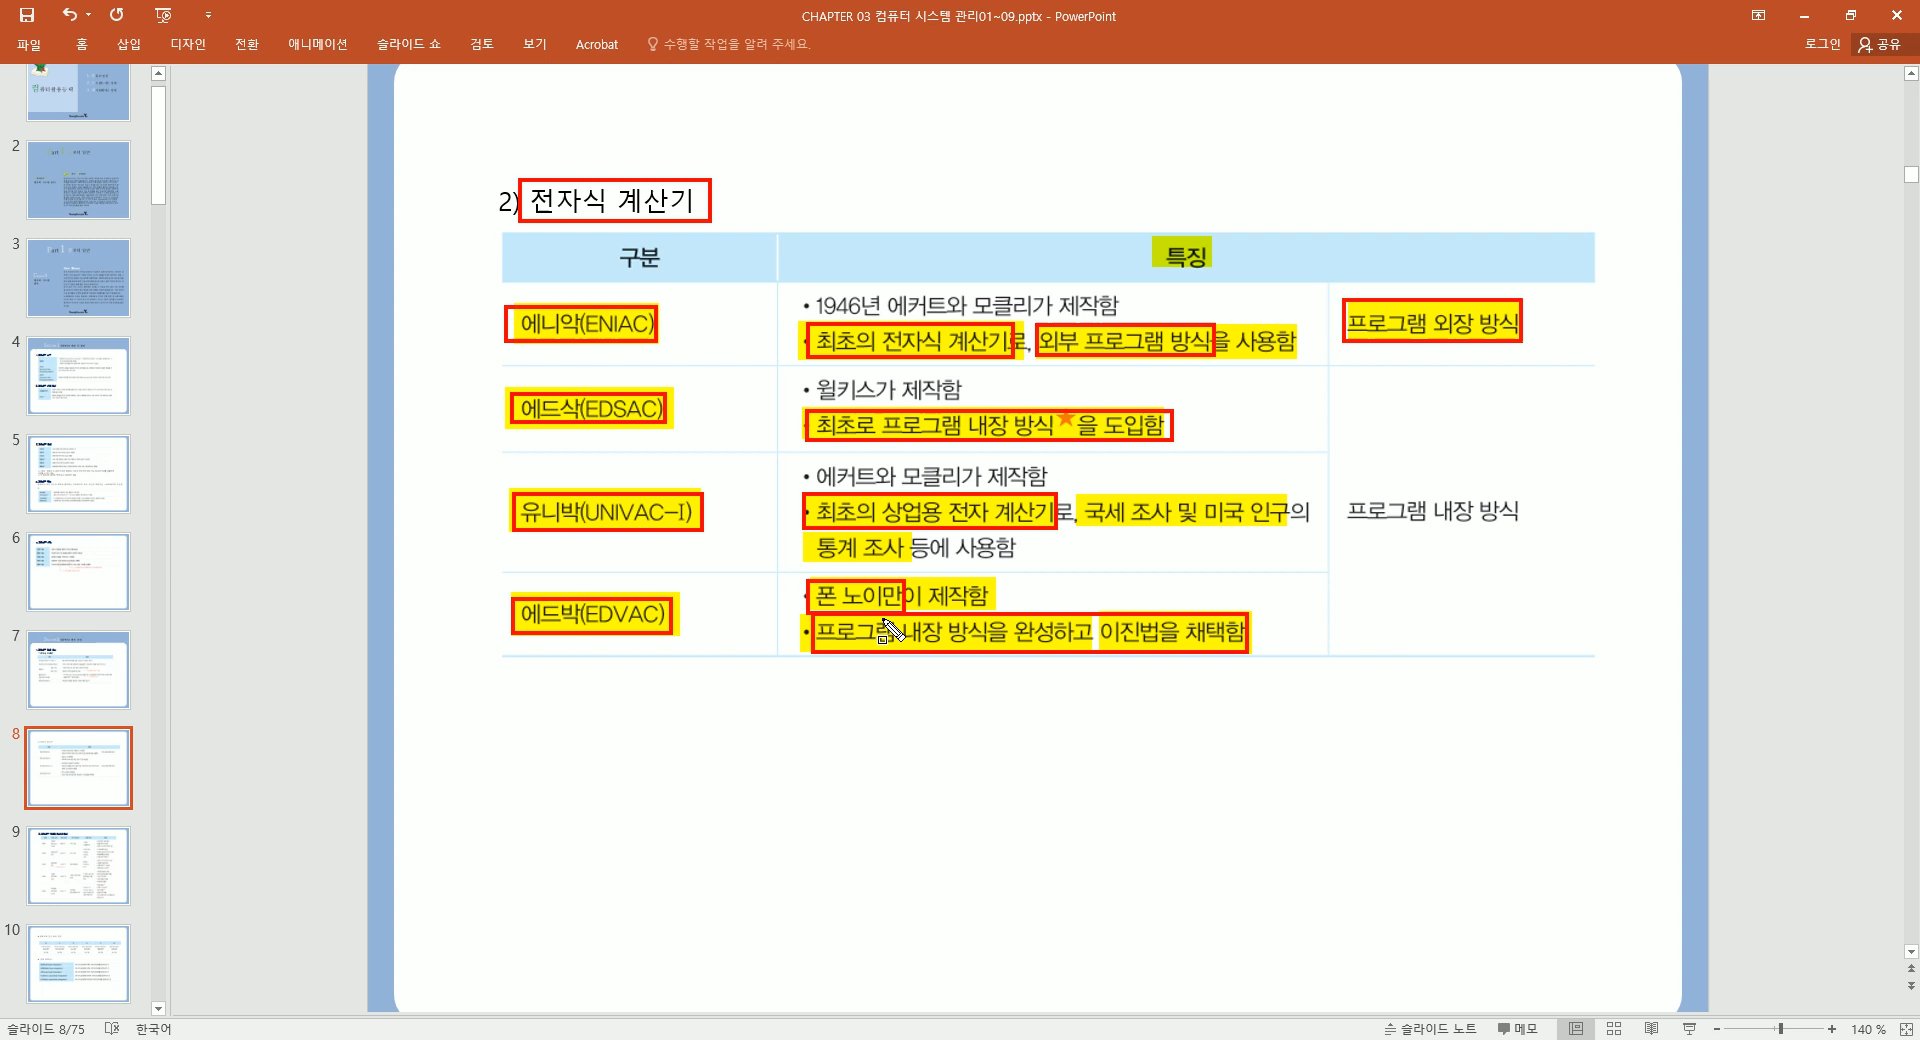 CHAPTER 03 컴퓨터 시스템 관리01~09.pptx - PowerPoint
파일 홈 삽입 디자인 전환 애니메이션 슬라이드 쇼 검토 보기 Acrobat 수행할 작업을 알려 주세요. 로그인 공유
2) 전자식 계산기
구분 특징
에니악(ENIAC)
• 1946년 에커트와 모클리가 제작함
• 최초의 전자식 계산기로, 외부 프로그램 방식을 사용함
프로그램 외장 방식
에드삭(EDSAC)
• 윌키스가 제작함
• 최초로 프로그램 내장 방식★을 도입함
유니박(UNIVAC-I)
• 에커트와 모클리가 제작함
• 최초의 상업용 전자 계산기로, 국세 조사 및 미국 인구의
통계 조사 등에 사용함
프로그램 내장 방식
에드박(EDVAC)
• 폰 노이만이 제작함
• 프로그램 내장 방식을 완성하고 이진법을 채택함
2
3
4
5
6
7
8
9
10
슬라이드 8/75 한국어 슬라이드 노트 메모 140 %